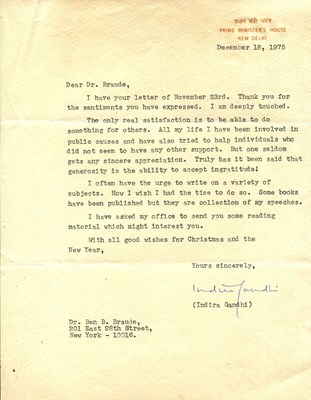 प्रधान मंत्री भवन
PRIME MINISTER'S HOUSE
NEW DELHI
December 18, 1975
Dear Dr. Braude,
I have your letter of November 23rd. Thank you for
the sentiments you have expressed. I am deeply touched.
The only real satisfaction is to be able to do
something for others. All my life I have been involved in
public causes and have also tried to help individuals who
did not seem to have any other support. But one seldom
gets any sincere appreciation. Truly has it been said that
generosity is the ability to accept ingratitude!
I often have the urge to write on a variety of
subjects. How I wish I had the time to do so. Some books
have been published but they are collection of my speeches.
I have asked my office to send you some reading
material which might interest you.
With all good wishes for Christmas and the
New Year,
Yours sincerely,
Indira Gandhi
(Indira Gandhi)
Dr. Ben B. Braude,
201 East 28th Street,
New York - 10016.